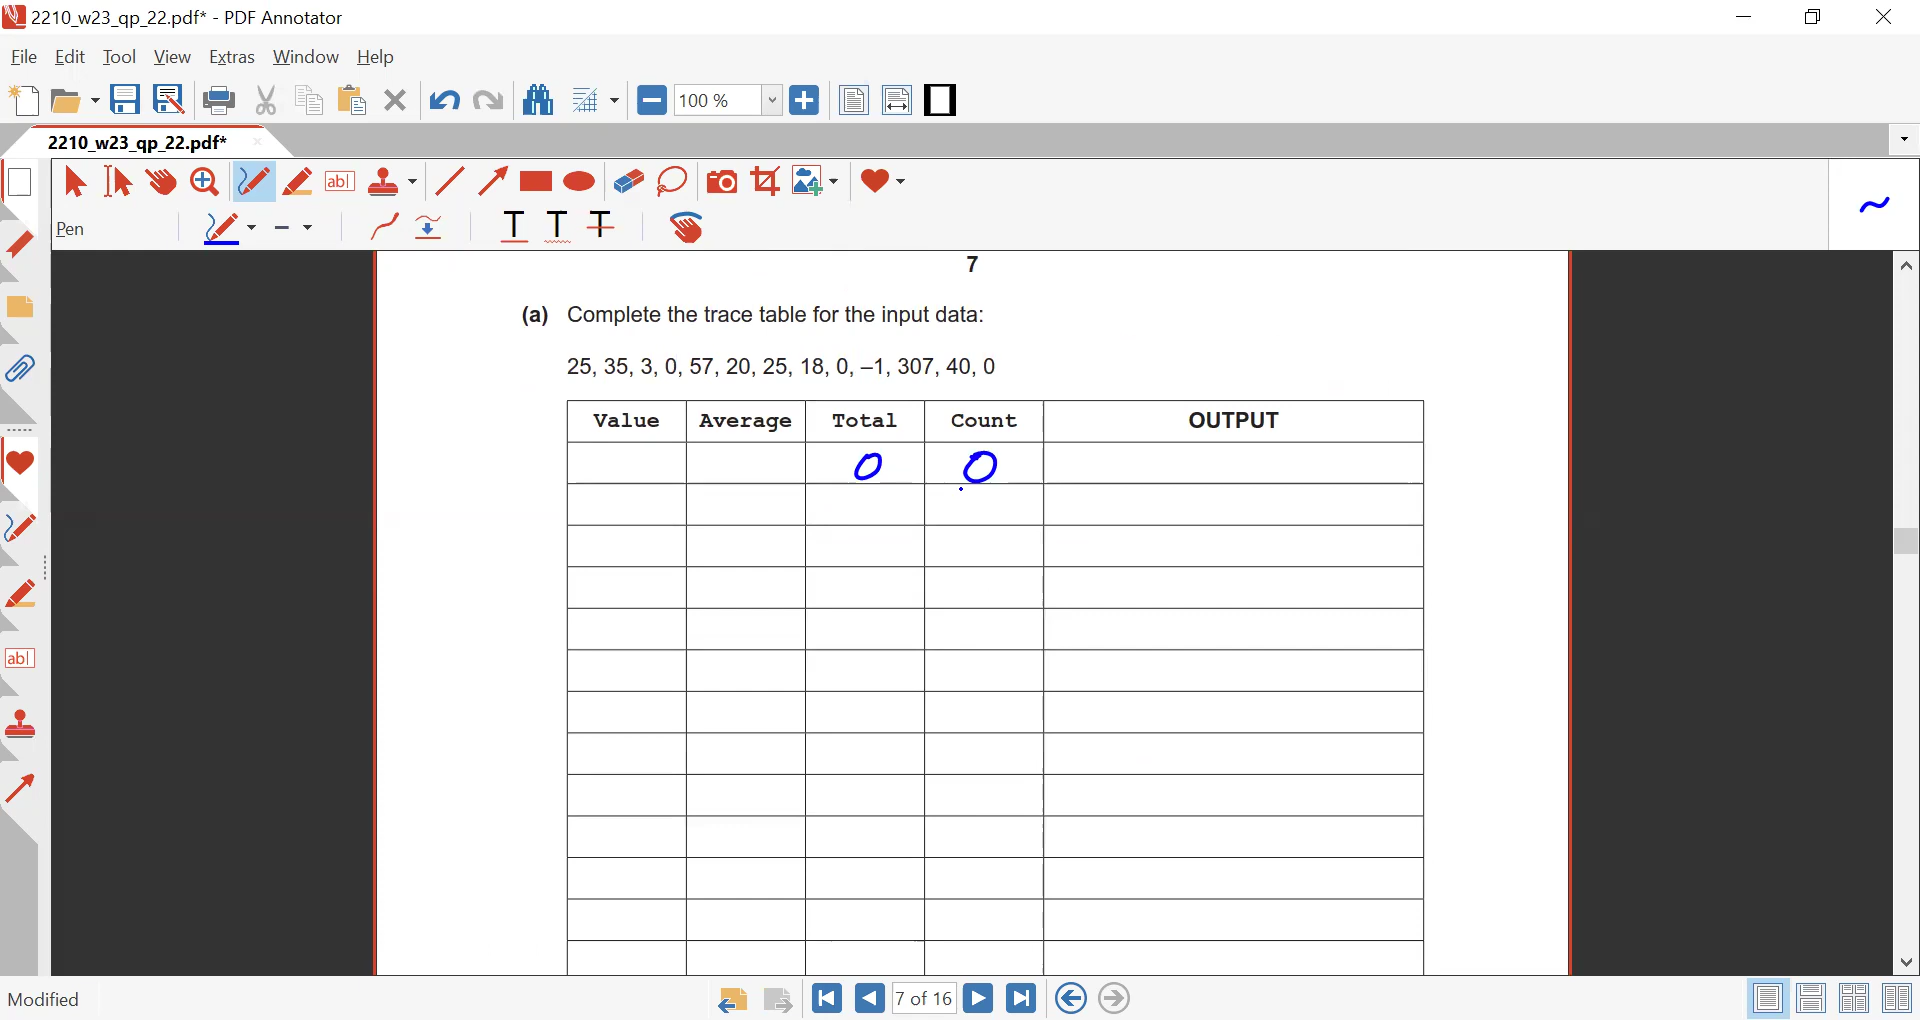 2210_w23_qp_22.pdf* - PDF Annotator
File Edit Tool View Extras Window Help
100 %
2210_w23_qp_22.pdf*
ab|
Pen
T T T
7
(a) Complete the trace table for the input data:
25, 35, 3, 0, 57, 20, 25, 18, 0, –1, 307, 40, 0
Value Average Total Count OUTPUT
0 0
ab|
Modified
7 of 16